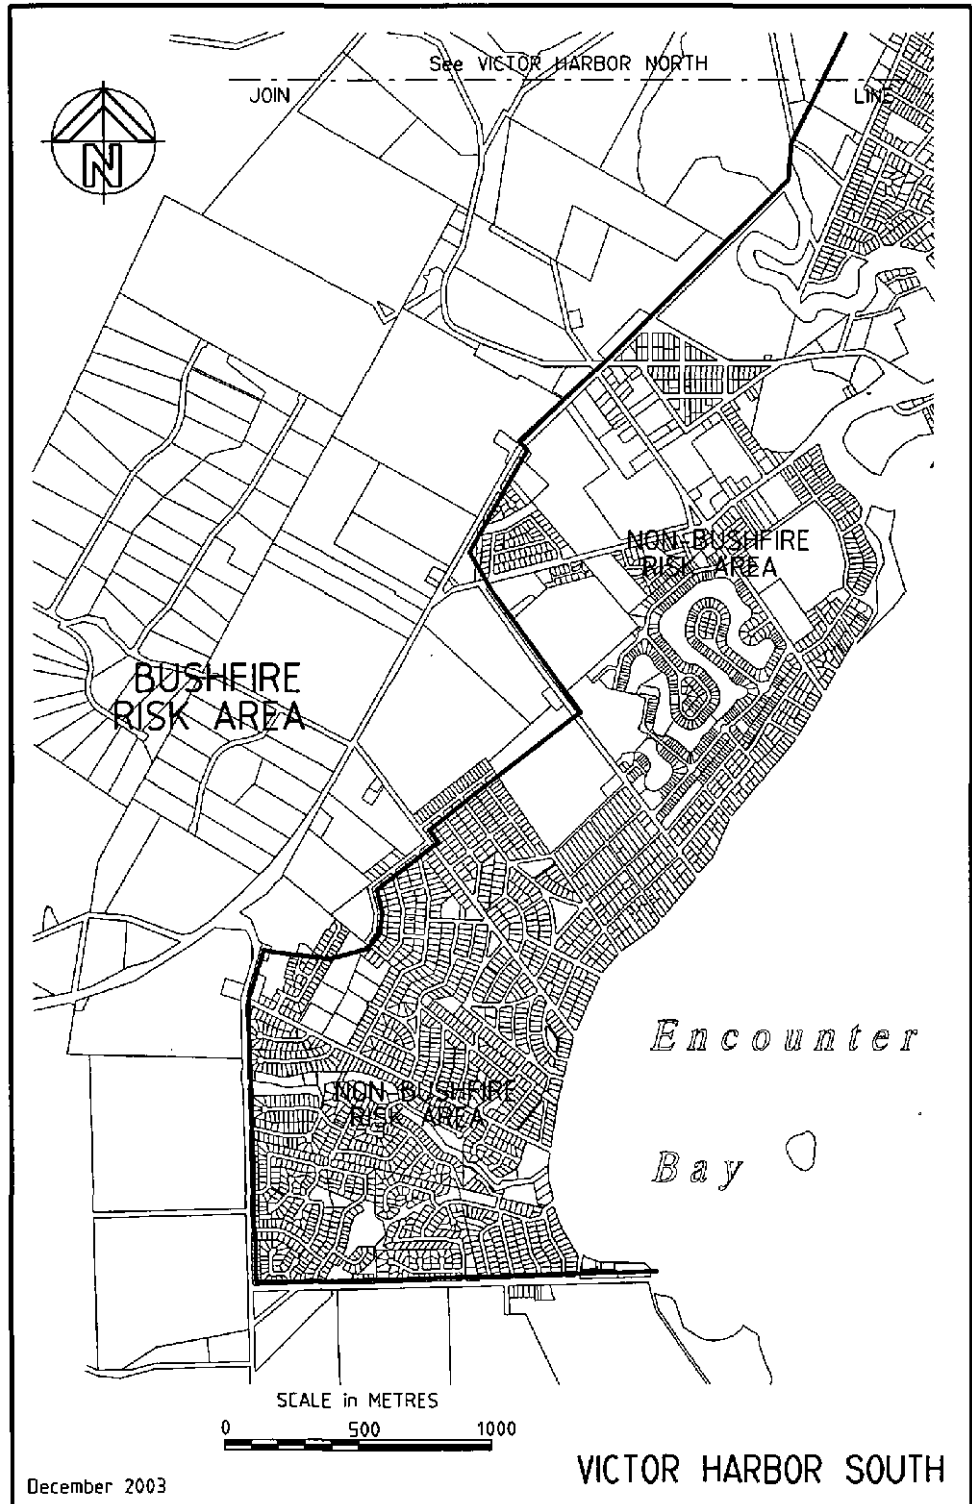 See VICTOR HARBOR NORTH
JOIN
LINE
N
NON-BUSHFIRE
RISK AREA
BUSHFIRE
RISK AREA
Encounter
NON-BUSHFIRE
RISK AREA
Bay
SCALE in METRES
0 500 1000
VICTOR HARBOR SOUTH
December 2003